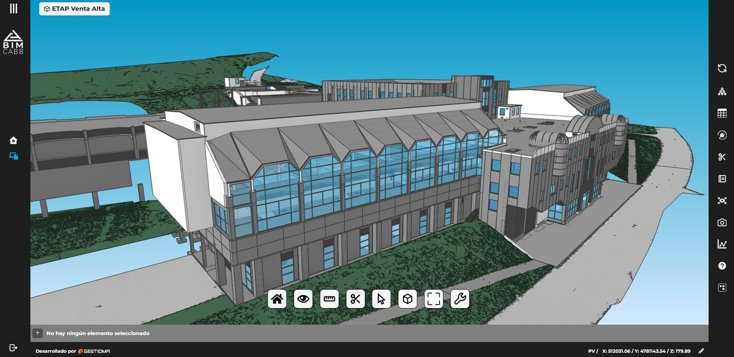 ETAP Venta Alta
BIM
CABB
No hay ningún elemento seleccionado
Desarrollado por GESTIDMA
PV / X: 512031.06 / Y: 4781143.54 / Z: 179.89